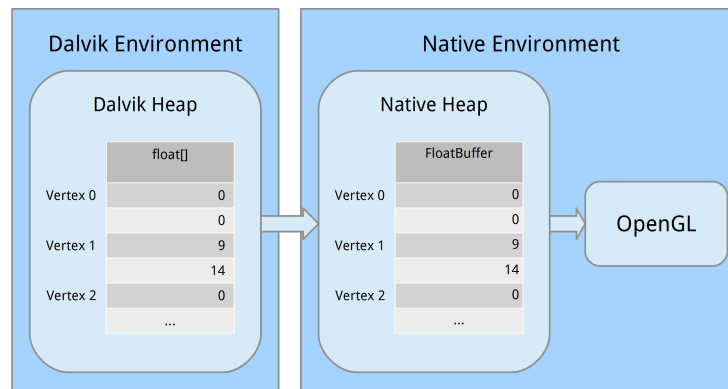 Dalvik Environment
Dalvik Heap
float[]
Vertex 0 0
0
Vertex 1 9
14
Vertex 2 0
...
Native Environment
Native Heap
FloatBuffer
Vertex 0 0
0
Vertex 1 9
14
Vertex 2 0
...
OpenGL